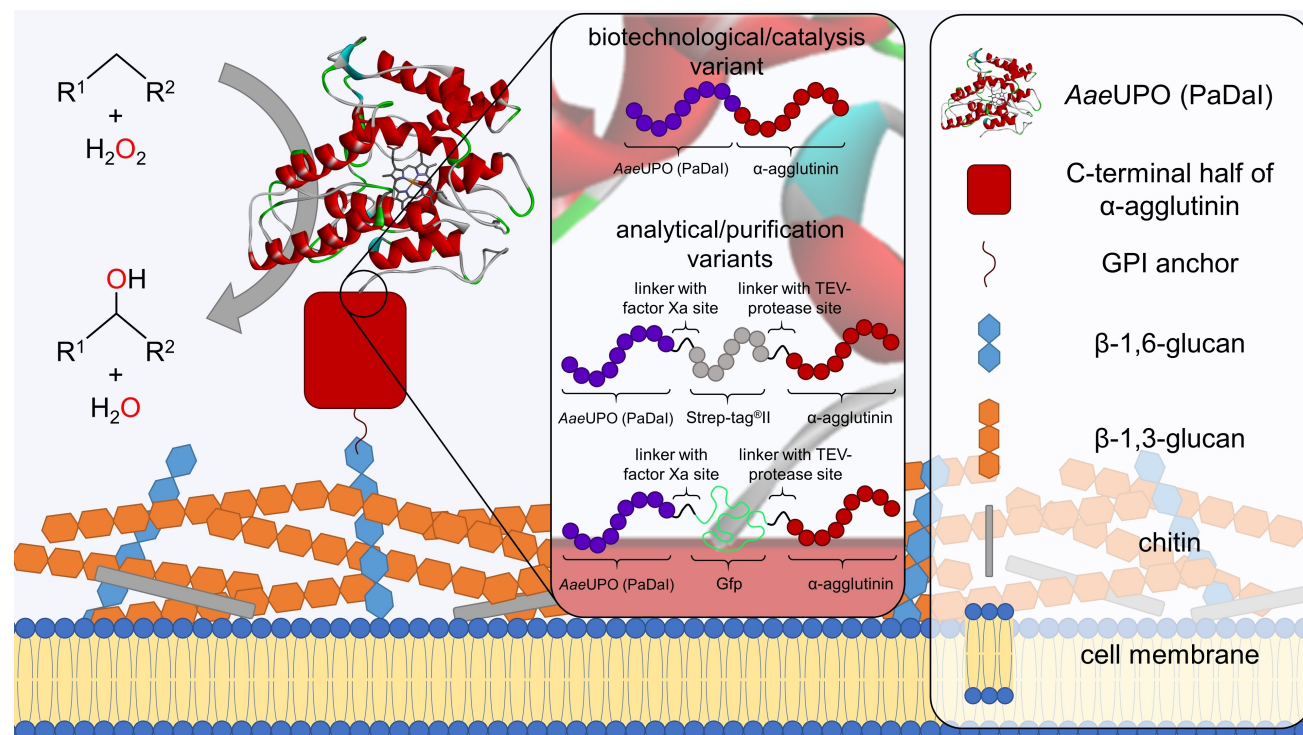 R¹ R²
+
H₂O₂
OH
R¹ R²
+
H₂O
biotechnological/catalysis
variant
AaeUPO (PaDaI) α-agglutinin
analytical/purification
variants
linker with linker with TEV-
factor Xa site protease site
AaeUPO (PaDaI) Strep-tag®II α-agglutinin
linker with linker with TEV-
factor Xa site protease site
AaeUPO (PaDaI) Gfp α-agglutinin
AaeUPO (PaDaI)
C-terminal half of
α-agglutinin
GPI anchor
β-1,6-glucan
β-1,3-glucan
chitin
cell membrane